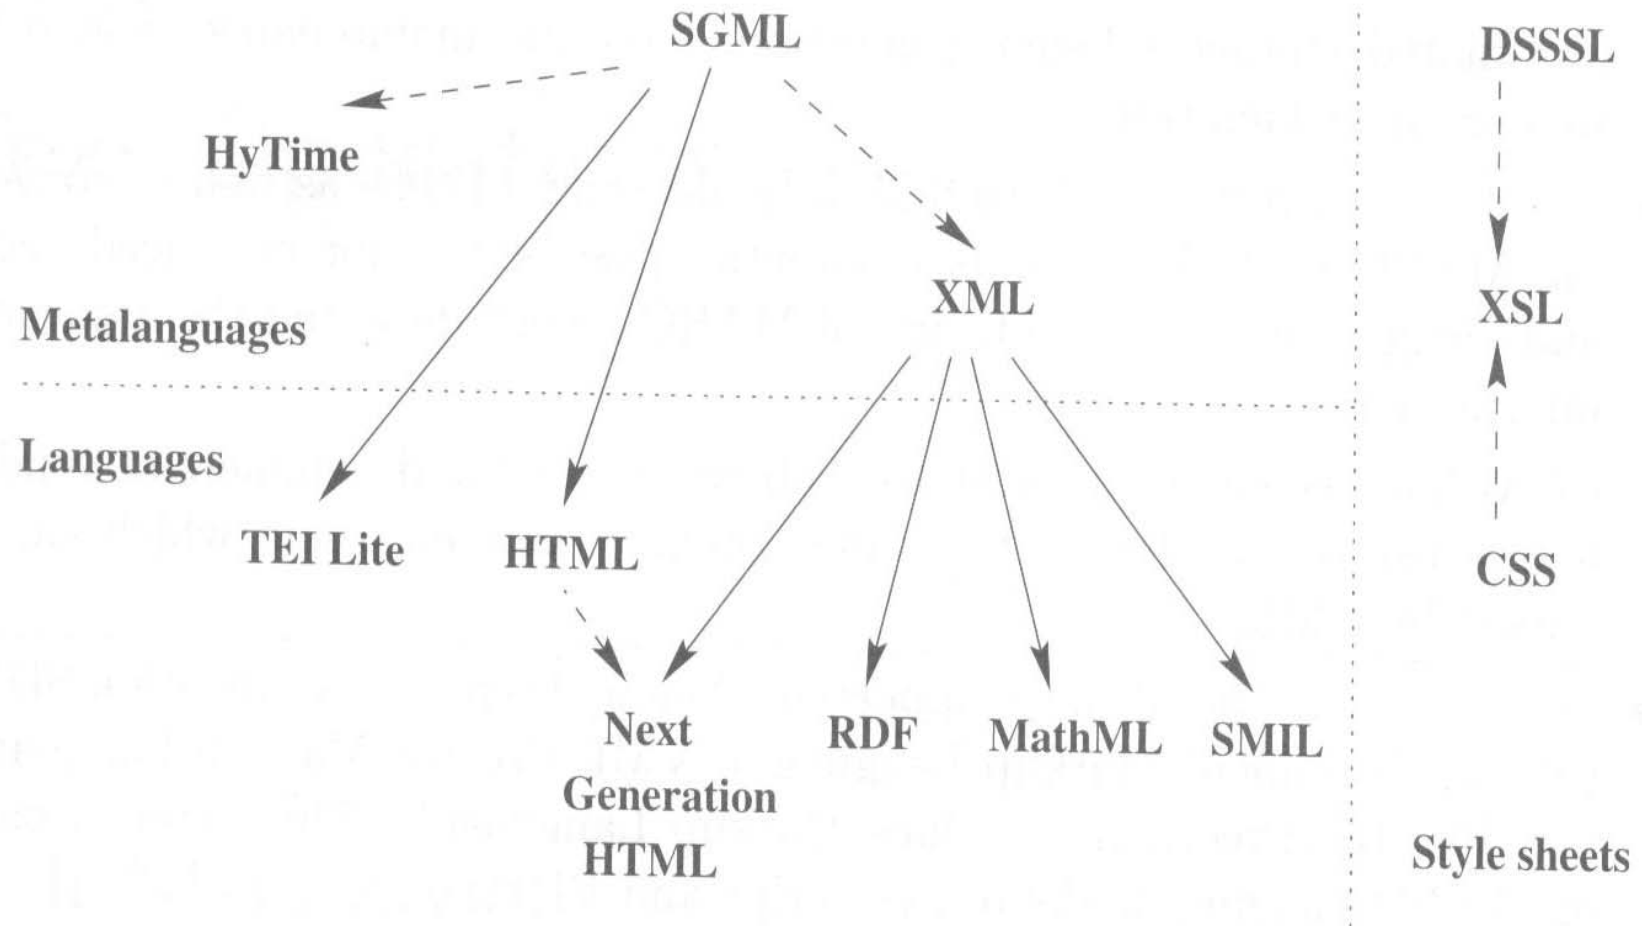 SGML
DSSSL
HyTime
XML
XSL
Metalanguages
Languages
TEI Lite
HTML
CSS
Next
Generation
HTML
RDF
MathML
SMIL
Style sheets